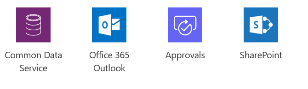 Common Data
Service
Office 365
Outlook
Approvals
SharePoint